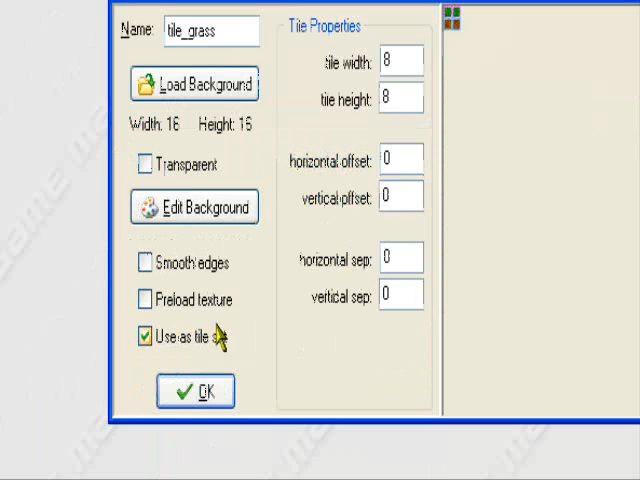 Name: tile_grass
Load Background
Width: 16 Height: 16
Transparent
Edit Background
Smooth edges
Preload texture
Use as tile
OK
Tile Properties
tile width: 8
tile height: 8
horizontal offset: 0
vertical offset: 0
horizontal sep: 0
vertical sep: 0
GAME MA